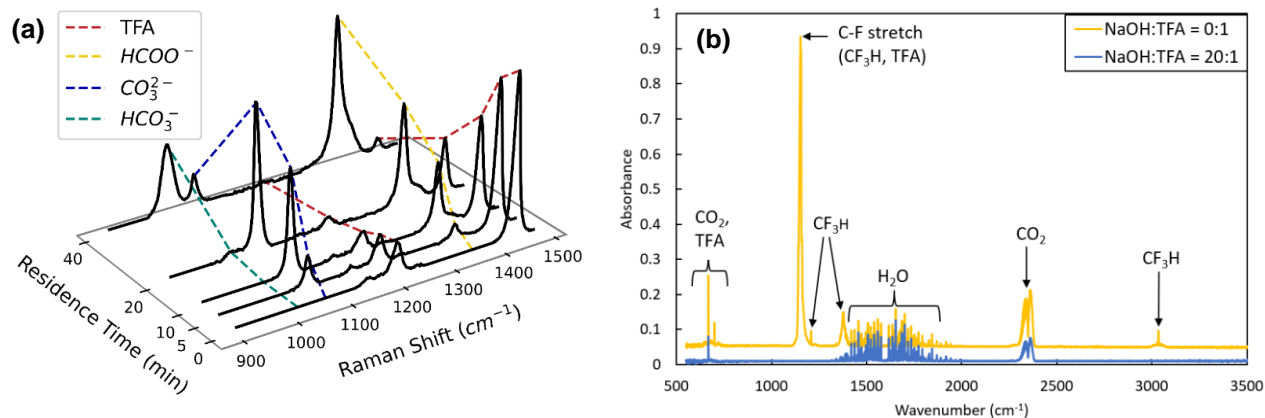 (a)
TFA
HCOO⁻
CO₃²⁻
HCO₃⁻
40
20
10
5
0
Residence Time (min)
900
1000
1100
1200
1300
1400
1500
Raman Shift (cm⁻¹)
(b)
NaOH:TFA = 0:1
NaOH:TFA = 20:1
C-F stretch
(CF₃H, TFA)
CO₂,
TFA
CF₃H
H₂O
CO₂
CF₃H
Absorbance
1
0.9
0.8
0.7
0.6
0.5
0.4
0.3
0.2
0.1
0
500
1000
1500
2000
2500
3000
3500
Wavenumber (cm⁻¹)